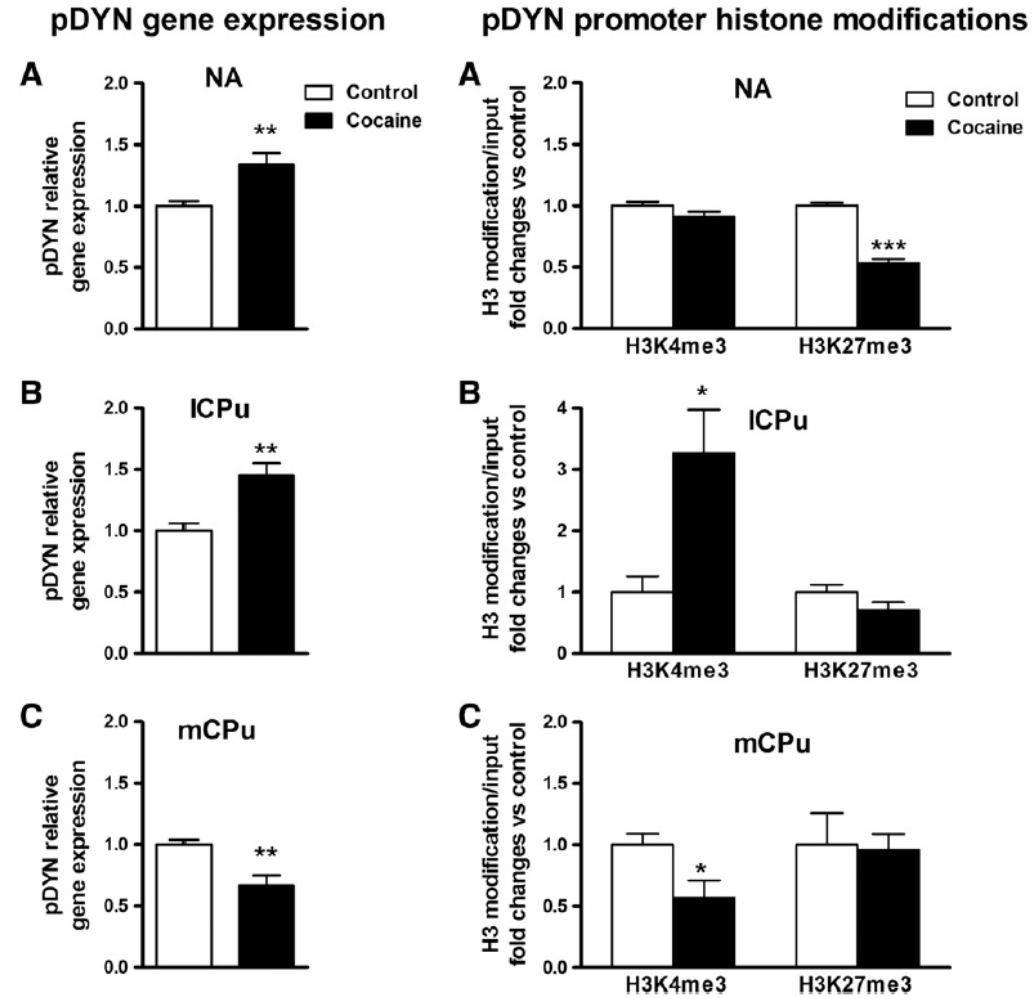 pDYN gene expression
A
NA
Control
Cocaine
pDYN relative
gene expression
2.0
1.5
1.0
0.5
0.0
**
B
lCPu
pDYN relative
gene xpression
2.0
1.5
1.0
0.5
0.0
**
C
mCPu
pDYN relative
gene expression
2.0
1.5
1.0
0.5
0.0
**
pDYN promoter histone modifications
A
NA
Control
Cocaine
H3 modification/input
fold changes vs control
2.0
1.5
1.0
0.5
0.0
***
H3K4me3 H3K27me3
B
lCPu
H3 modification/input
fold changes vs control
4
3
2
1
0
*
H3K4me3 H3K27me3
C
mCPu
H3 modification/input
fold changes vs control
2.0
1.5
1.0
0.5
0.0
*
H3K4me3 H3K27me3